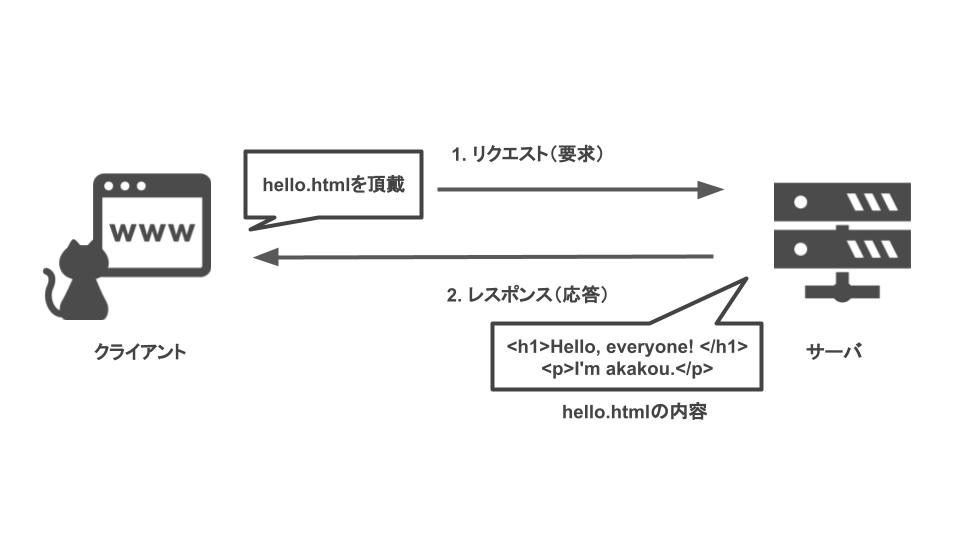 1. リクエスト（要求）
hello.htmlを頂戴
www
2. レスポンス（応答）
クライアント
<h1>Hello, everyone! </h1>
<p>I'm akakou.</p>
サーバ
hello.htmlの内容